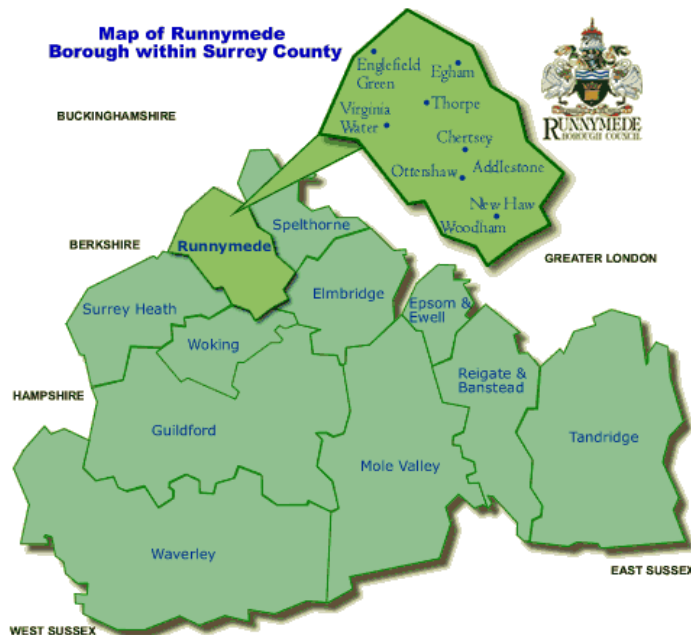 Map of Runnymede
Borough within Surrey County
Englefield
Green
Egham
Virginia
Water
Thorpe
Chertsey
Ottershaw
Addlestone
New Haw
Woodham
RUNNYMEDE
BOROUGH COUNCIL
BUCKINGHAMSHIRE
BERKSHIRE
Runnymede
Spelthorne
GREATER LONDON
Surrey Heath
Elmbridge
Epsom &
Ewell
Woking
Reigate &
Banstead
HAMPSHIRE
Guildford
Tandridge
Mole Valley
Waverley
EAST SUSSEX
WEST SUSSEX